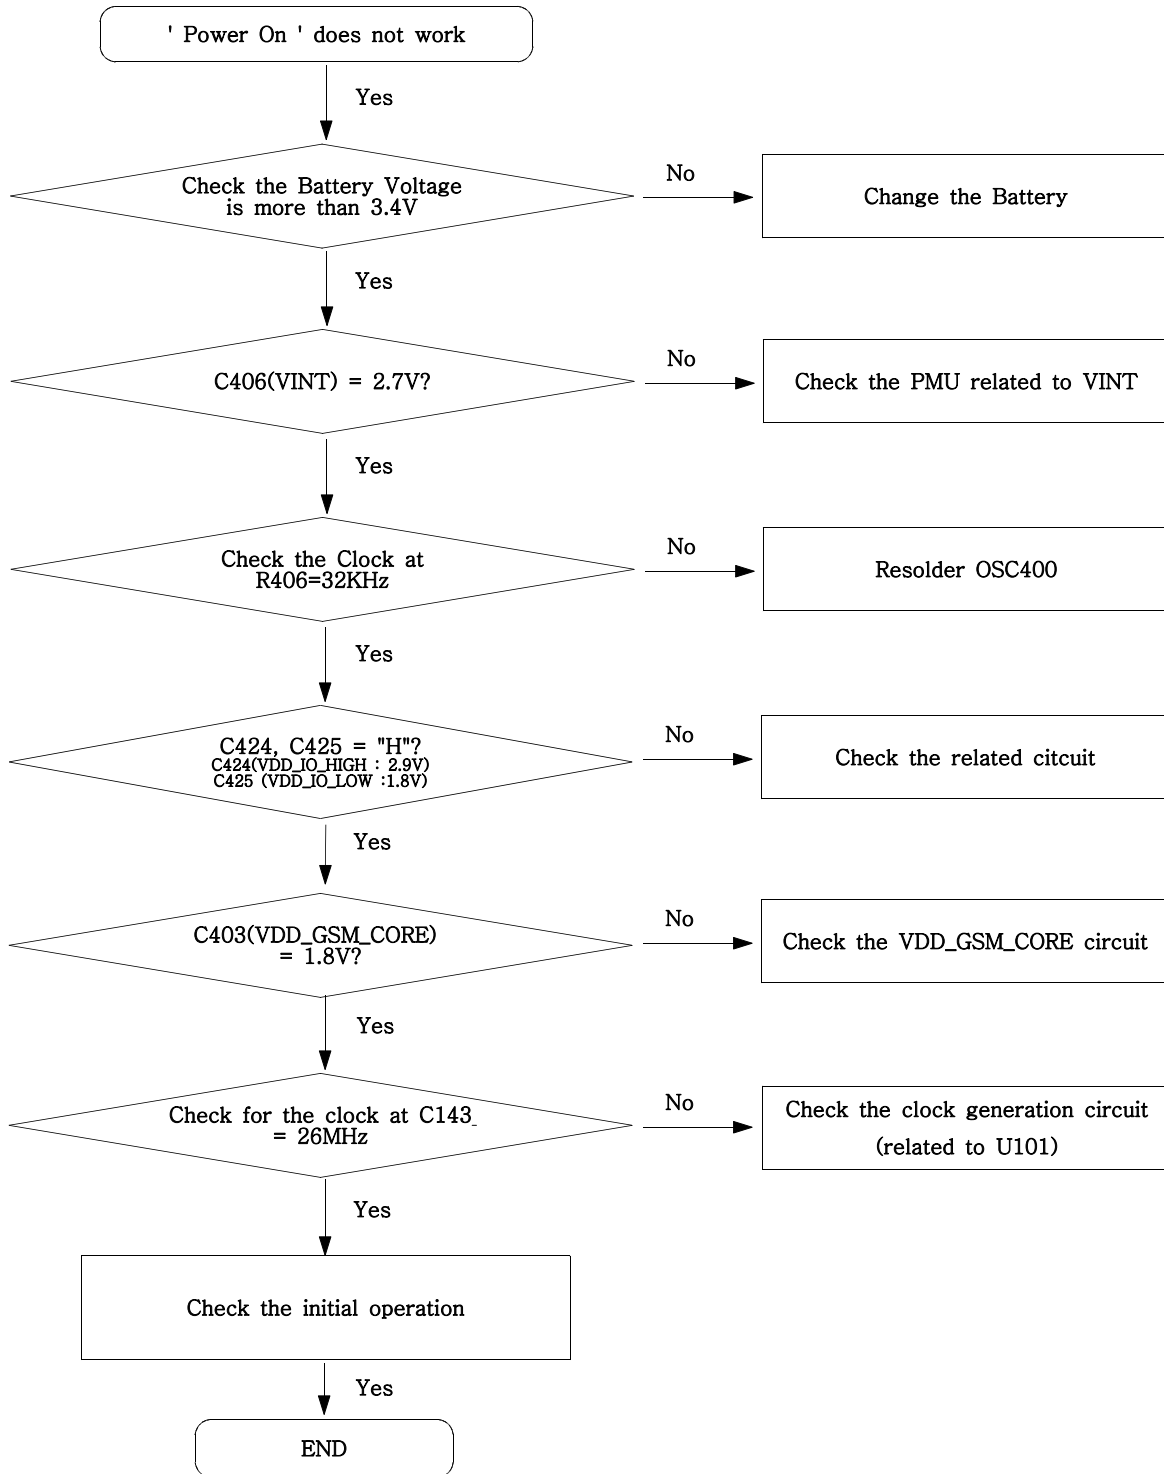 ' Power On ' does not work
Yes
Check the Battery Voltage
is more than 3.4V
No
Change the Battery
Yes
C406(VINT) = 2.7V?
No
Check the PMU related to VINT
Yes
Check the Clock at
R406=32KHz
No
Resolder OSC400
Yes
C424, C425 = "H"?
C424(VDD_IO_HIGH : 2.9V)
C425 (VDD_IO_LOW :1.8V)
No
Check the related citcuit
Yes
C403(VDD_GSM_CORE)
= 1.8V?
No
Check the VDD_GSM_CORE circuit
Yes
Check for the clock at C143
= 26MHz
No
Check the clock generation circuit
(related to U101)
Yes
Check the initial operation
Yes
END